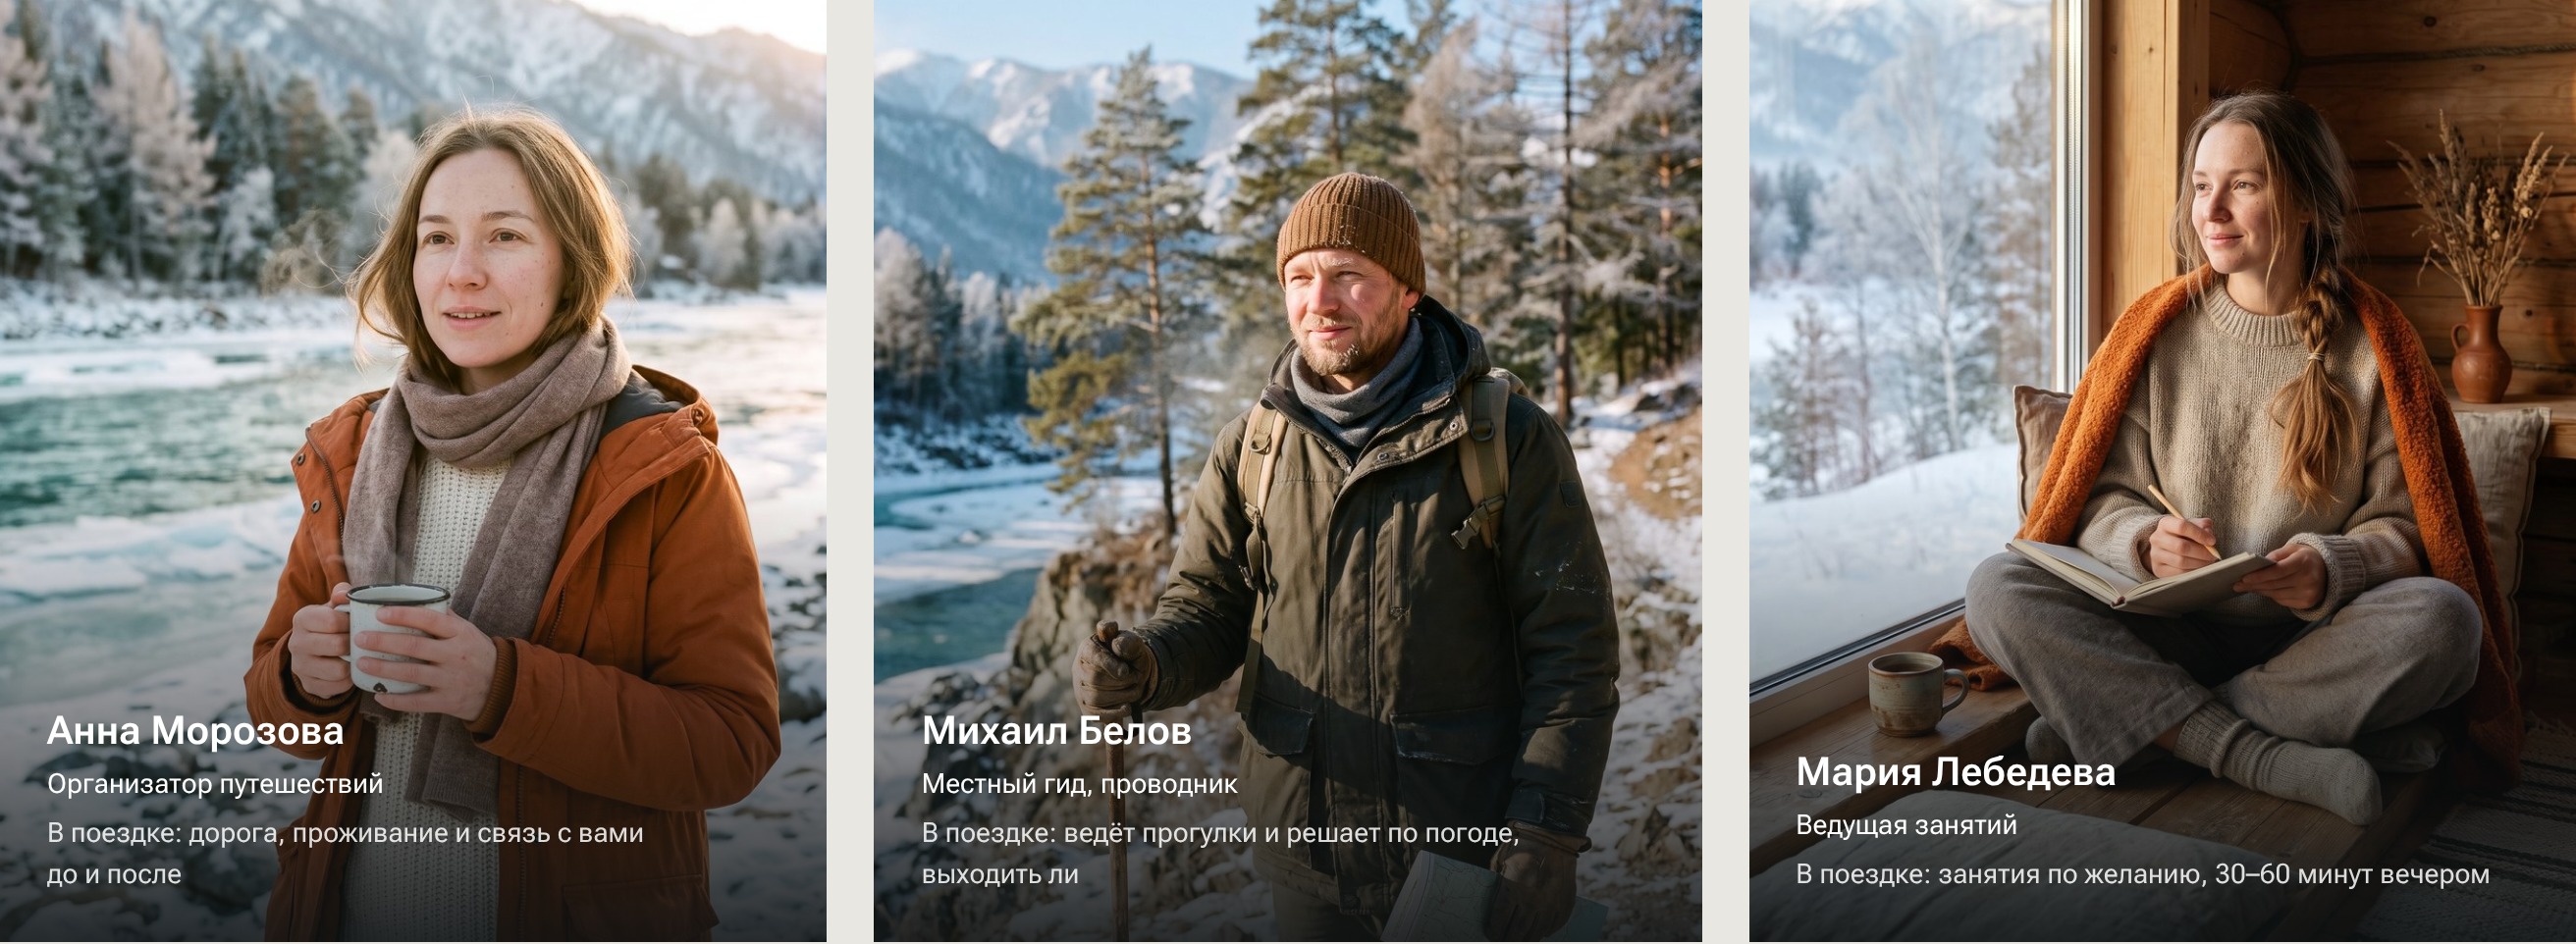 Анна Морозова
Организатор путешествий
В поездке: дорога, проживание и связь с вами
до и после
Михаил Белов
Местный гид, проводник
В поездке: ведёт прогулки и решает по погоде,
выходить ли
Мария Лебедева
Ведущая занятий
В поездке: занятия по желанию, 30–60 минут вечером